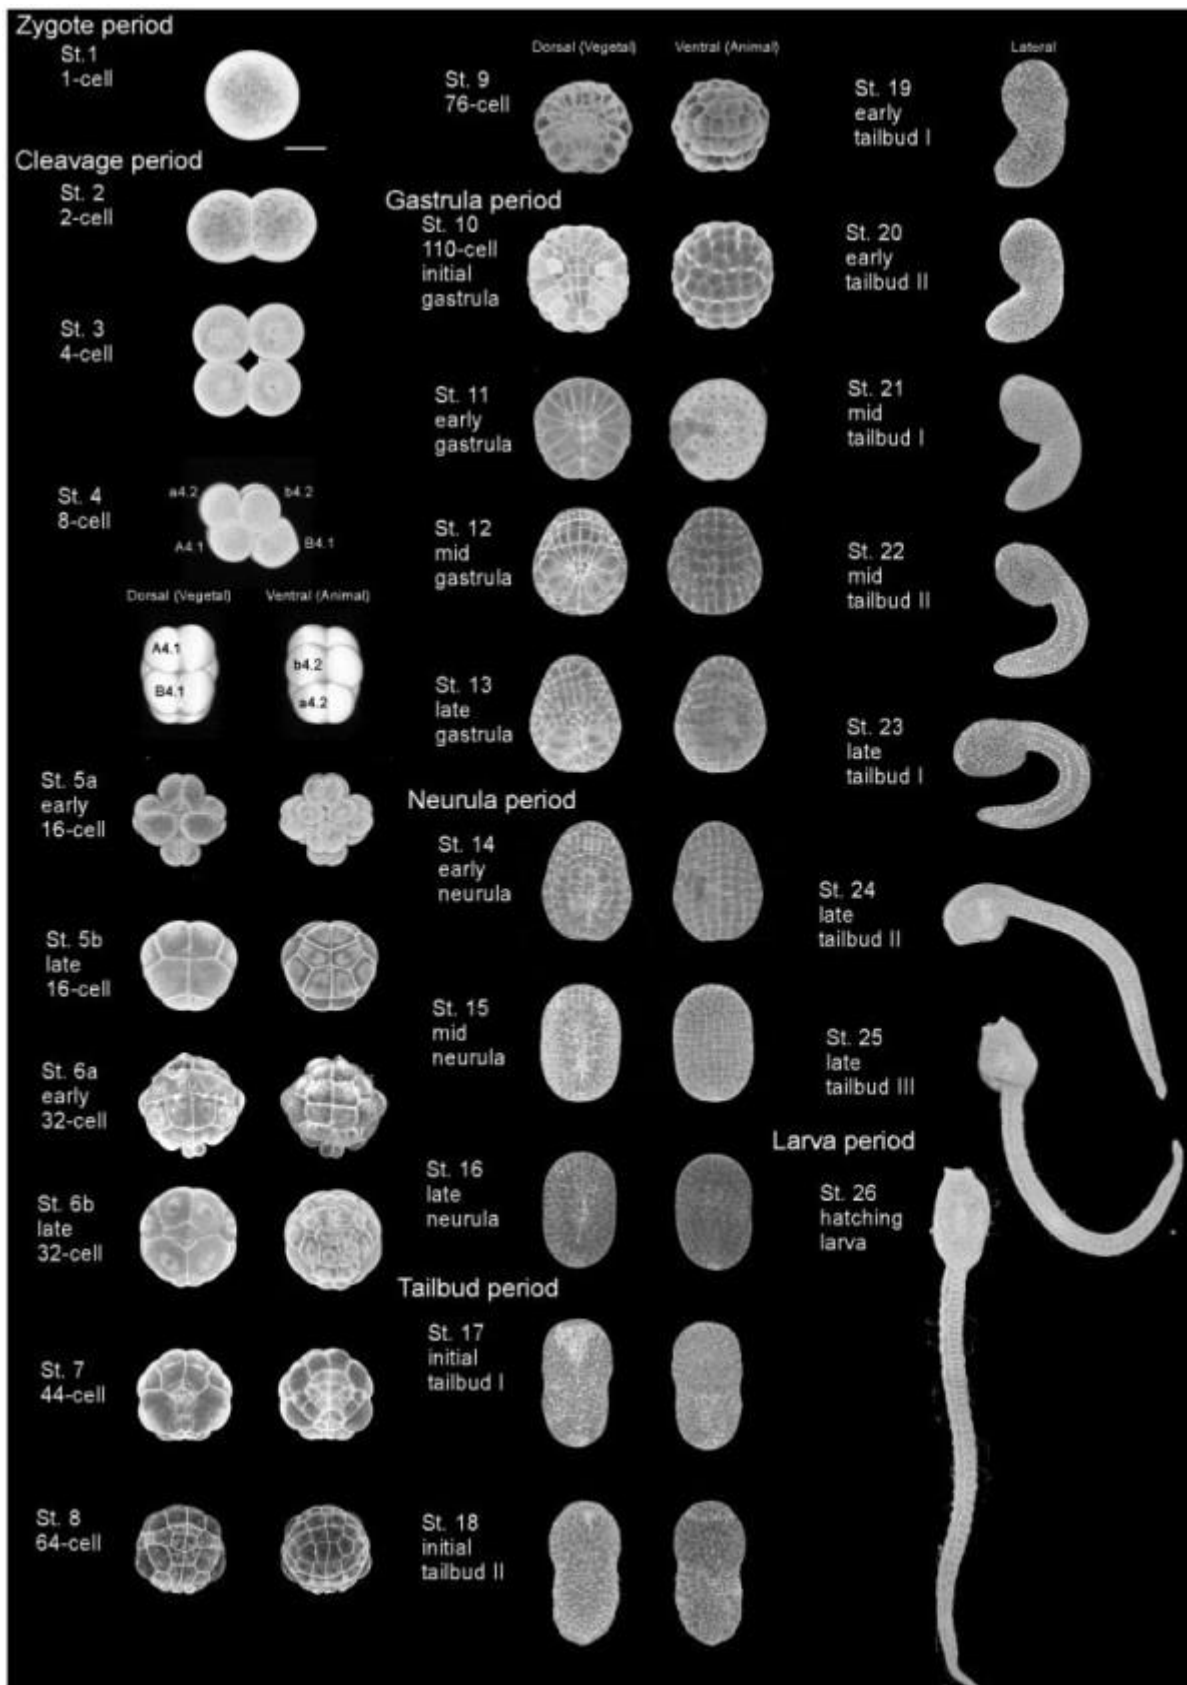 Zygote period
St.1
1-cell
Cleavage period
St. 2
2-cell
St. 3
4-cell
St. 4
8-cell
a4.2
b4.2
A4.1
B4.1
Dorsal (Vegetal)
Ventral (Animal)
A4.1
B4.1
b4.2
a4.2
St. 5a
early
16-cell
St. 5b
late
16-cell
St. 6a
early
32-cell
St. 6b
late
32-cell
St. 7
44-cell
St. 8
64-cell
Dorsal (Vegetal)
Ventral (Animal)
St. 9
76-cell
Gastrula period
St. 10
110-cell
initial
gastrula
St. 11
early
gastrula
St. 12
mid
gastrula
St. 13
late
gastrula
Neurula period
St. 14
early
neurula
St. 15
mid
neurula
St. 16
late
neurula
Tailbud period
St. 17
initial
tailbud I
St. 18
initial
tailbud II
Lateral
St. 19
early
tailbud I
St. 20
early
tailbud II
St. 21
mid
tailbud I
St. 22
mid
tailbud II
St. 23
late
tailbud I
St. 24
late
tailbud II
St. 25
late
tailbud III
Larva period
St. 26
hatching
larva